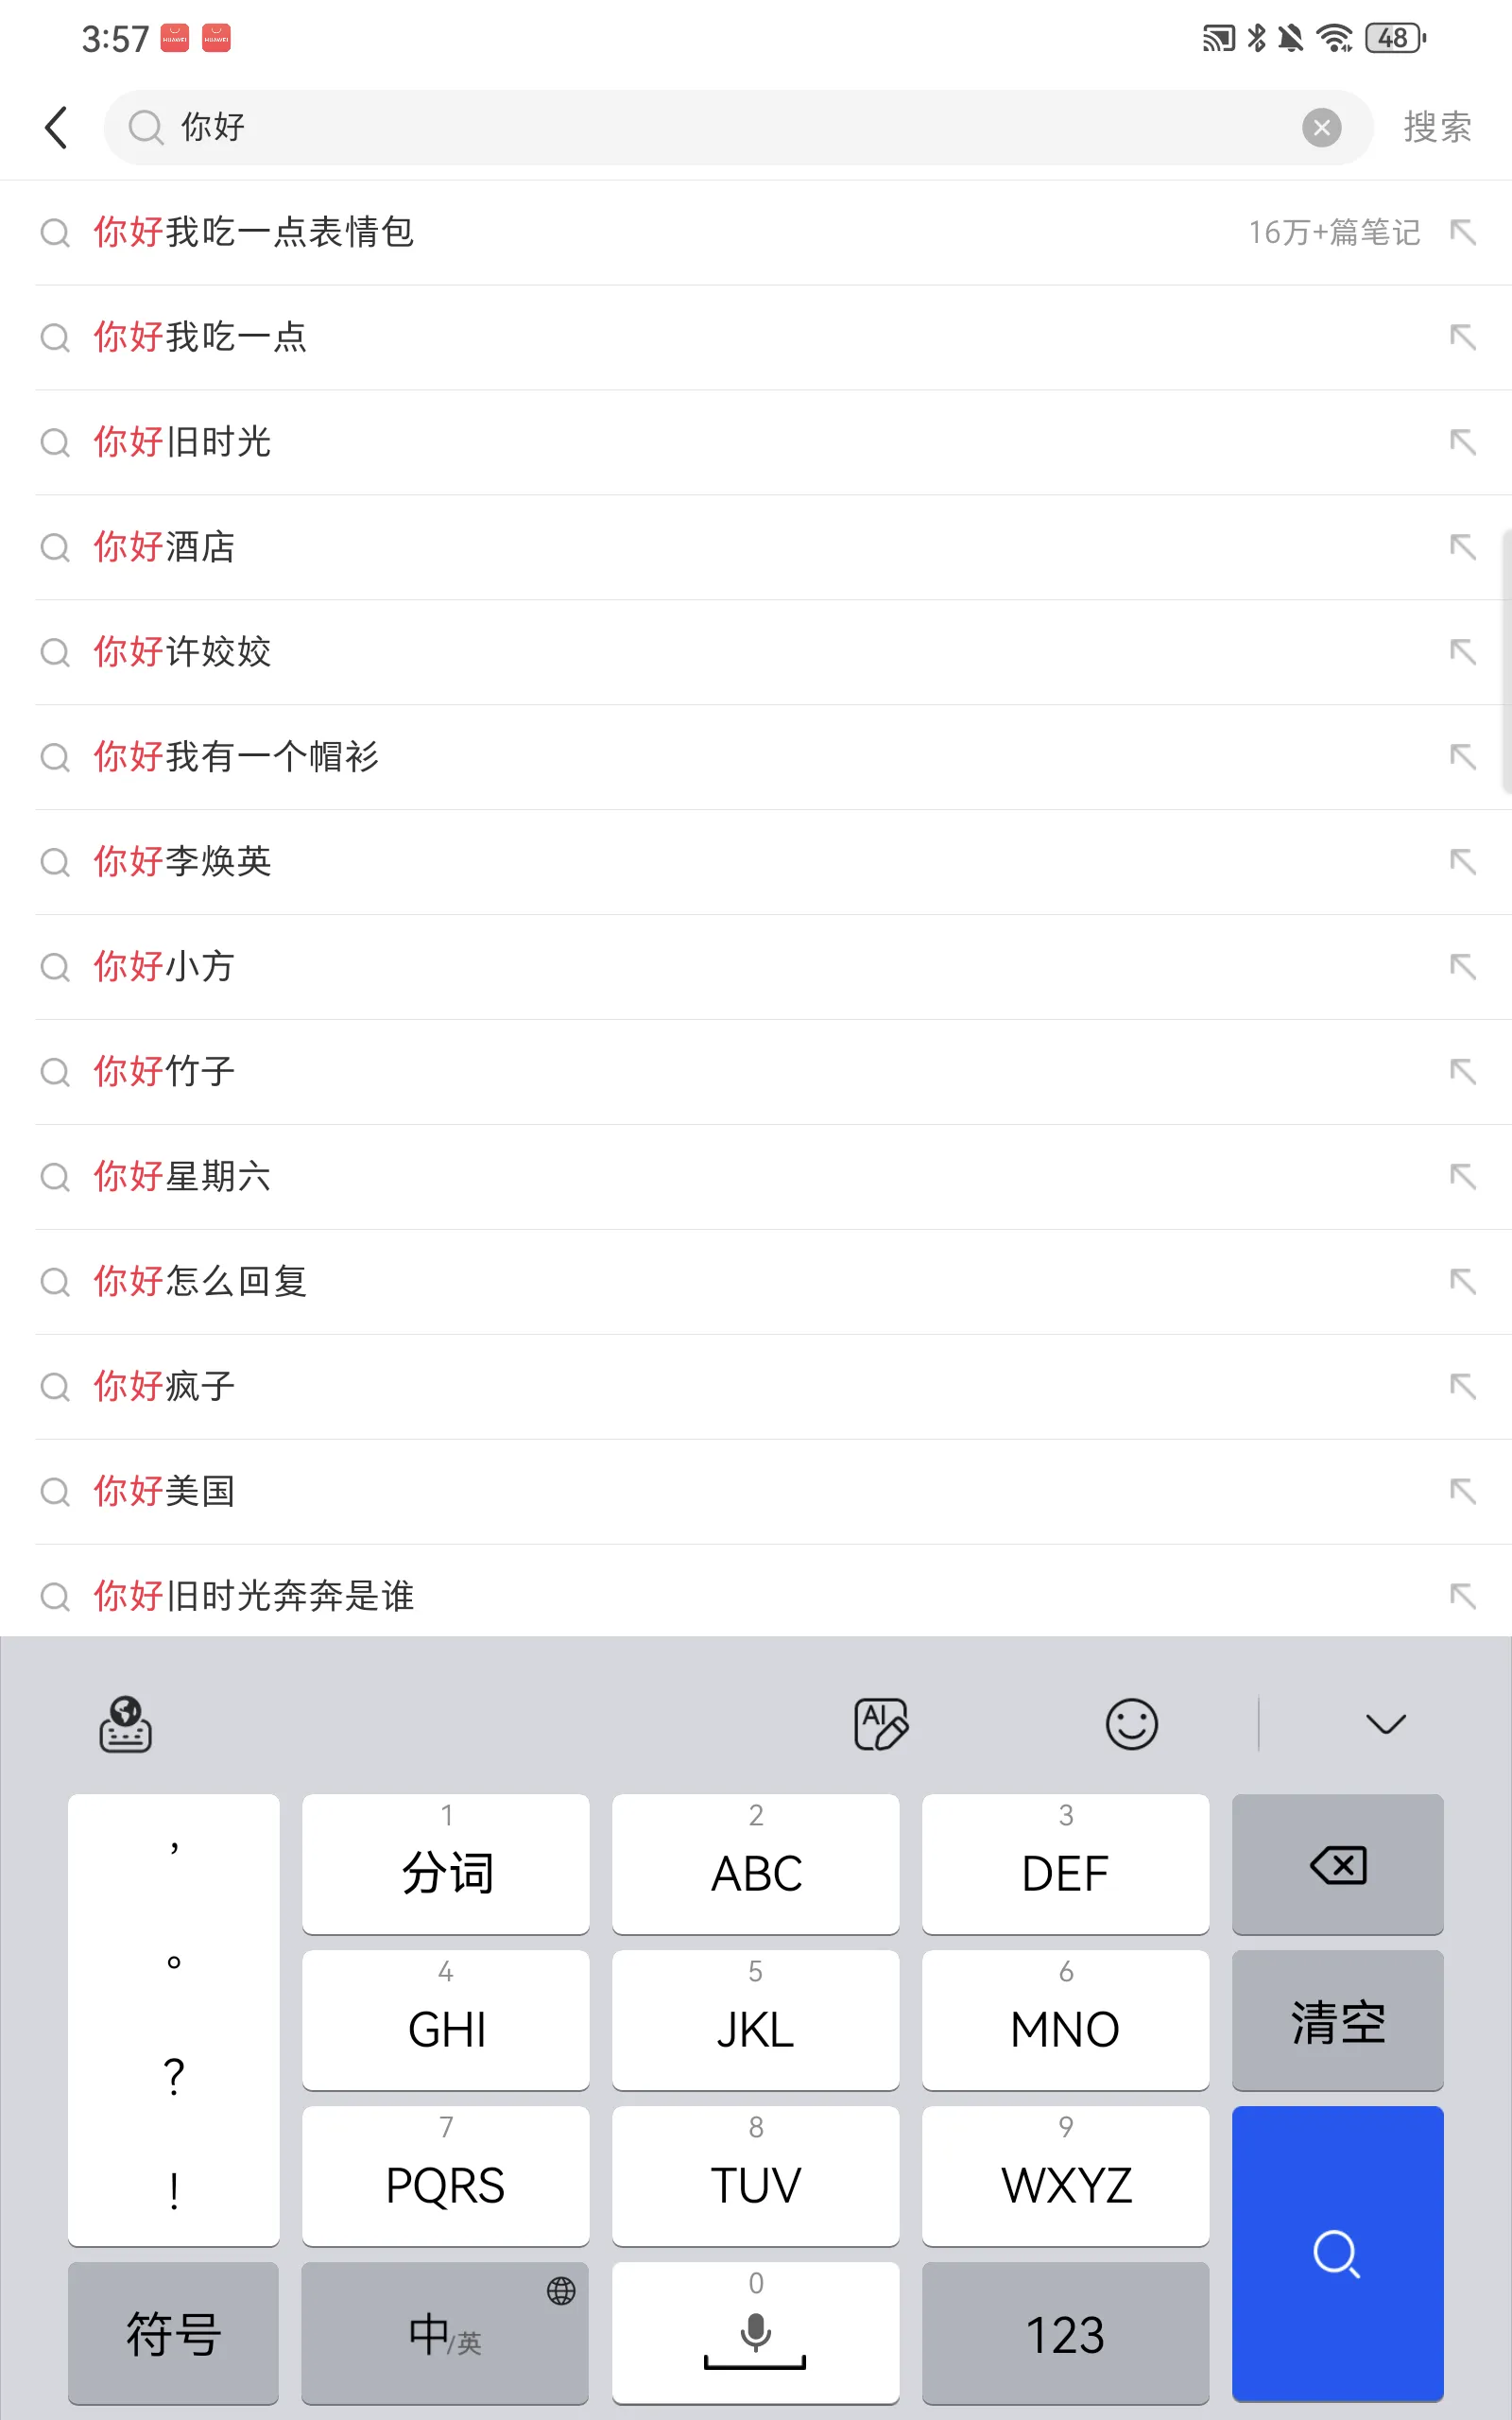 3:57 HUAWEI HUAWEI 48
你好 搜索
你好我吃一点表情包 16万+篇笔记
你好我吃一点
你好旧时光
你好酒店
你好许姣姣
你好我有一个帽衫
你好李焕英
你好小方
你好竹子
你好星期六
你好怎么回复
你好疯子
你好美国
你好旧时光奔奔是谁
AI
， 1 2 3
分词 ABC DEF
。 4 5 6
GHI JKL MNO 清空
？ 7 8 9
！ PQRS TUV WXYZ
0
符号 中/英 123